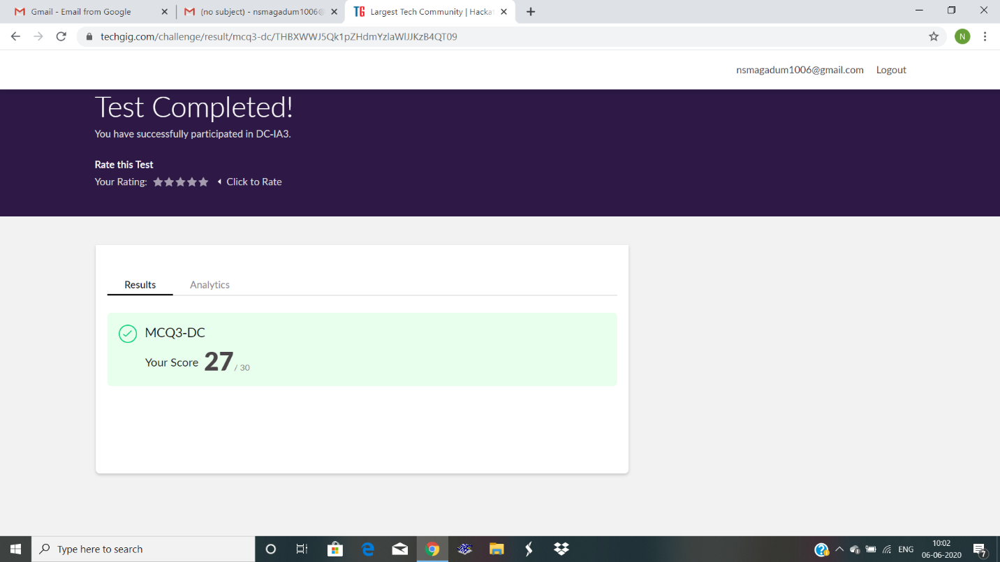 Gmail - Email from Google
(no subject) - nsmagadum1006@
TG Largest Tech Community | Hacka
techgig.com/challenge/result/mcq3-dc/THBXWWJ5Qk1pZHdmYzlaWlJJKzB4QT09
N
nsmagadum1006@gmail.com Logout
Test Completed!
You have successfully participated in DC-IA3.
Rate this Test
Your Rating: Click to Rate
Results Analytics
MCQ3-DC
Your Score 27 / 30
Type here to search
ENG
10:02
06-06-2020
7